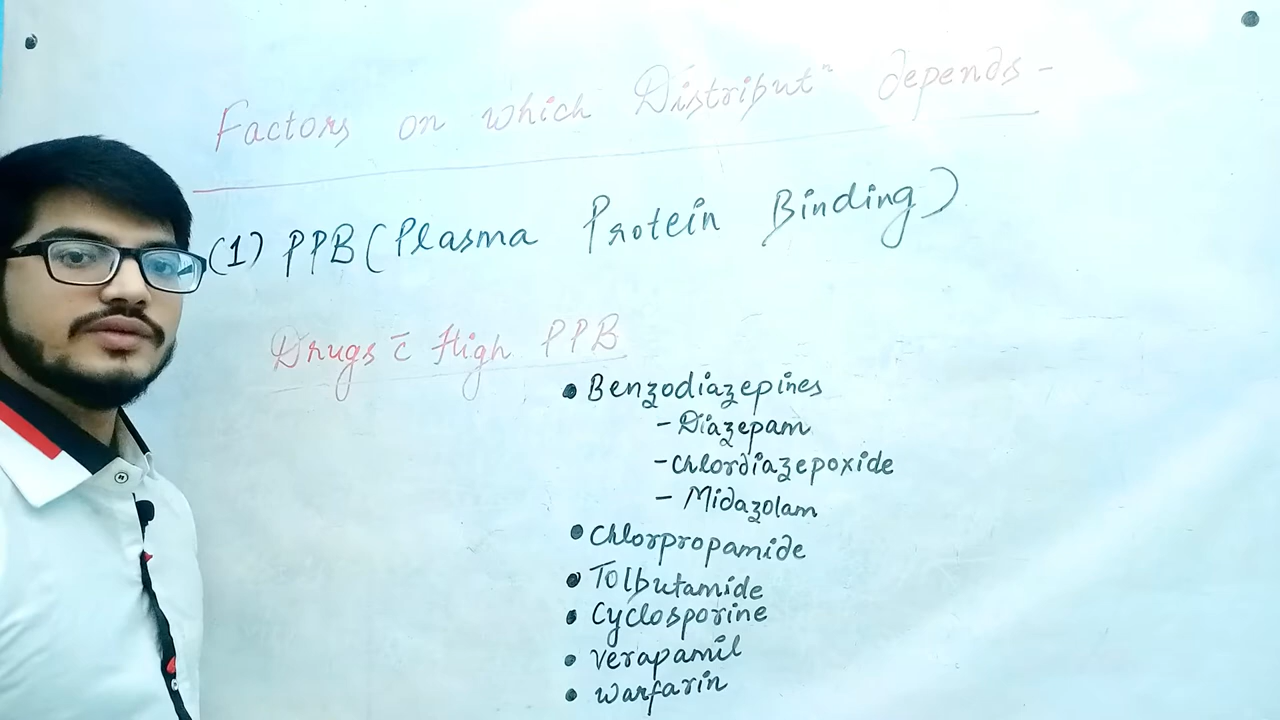 Factors on which Distributⁿ depends -
(1) PPB (Plasma Protein Binding)
Drugs c̄ High PPB
• Benzodiazepines
- Diazepam
- Chlordiazepoxide
- Midazolam
• Chlorpropamide
• Tolbutamide
• Cyclosporine
• Verapamil
• Warfarin